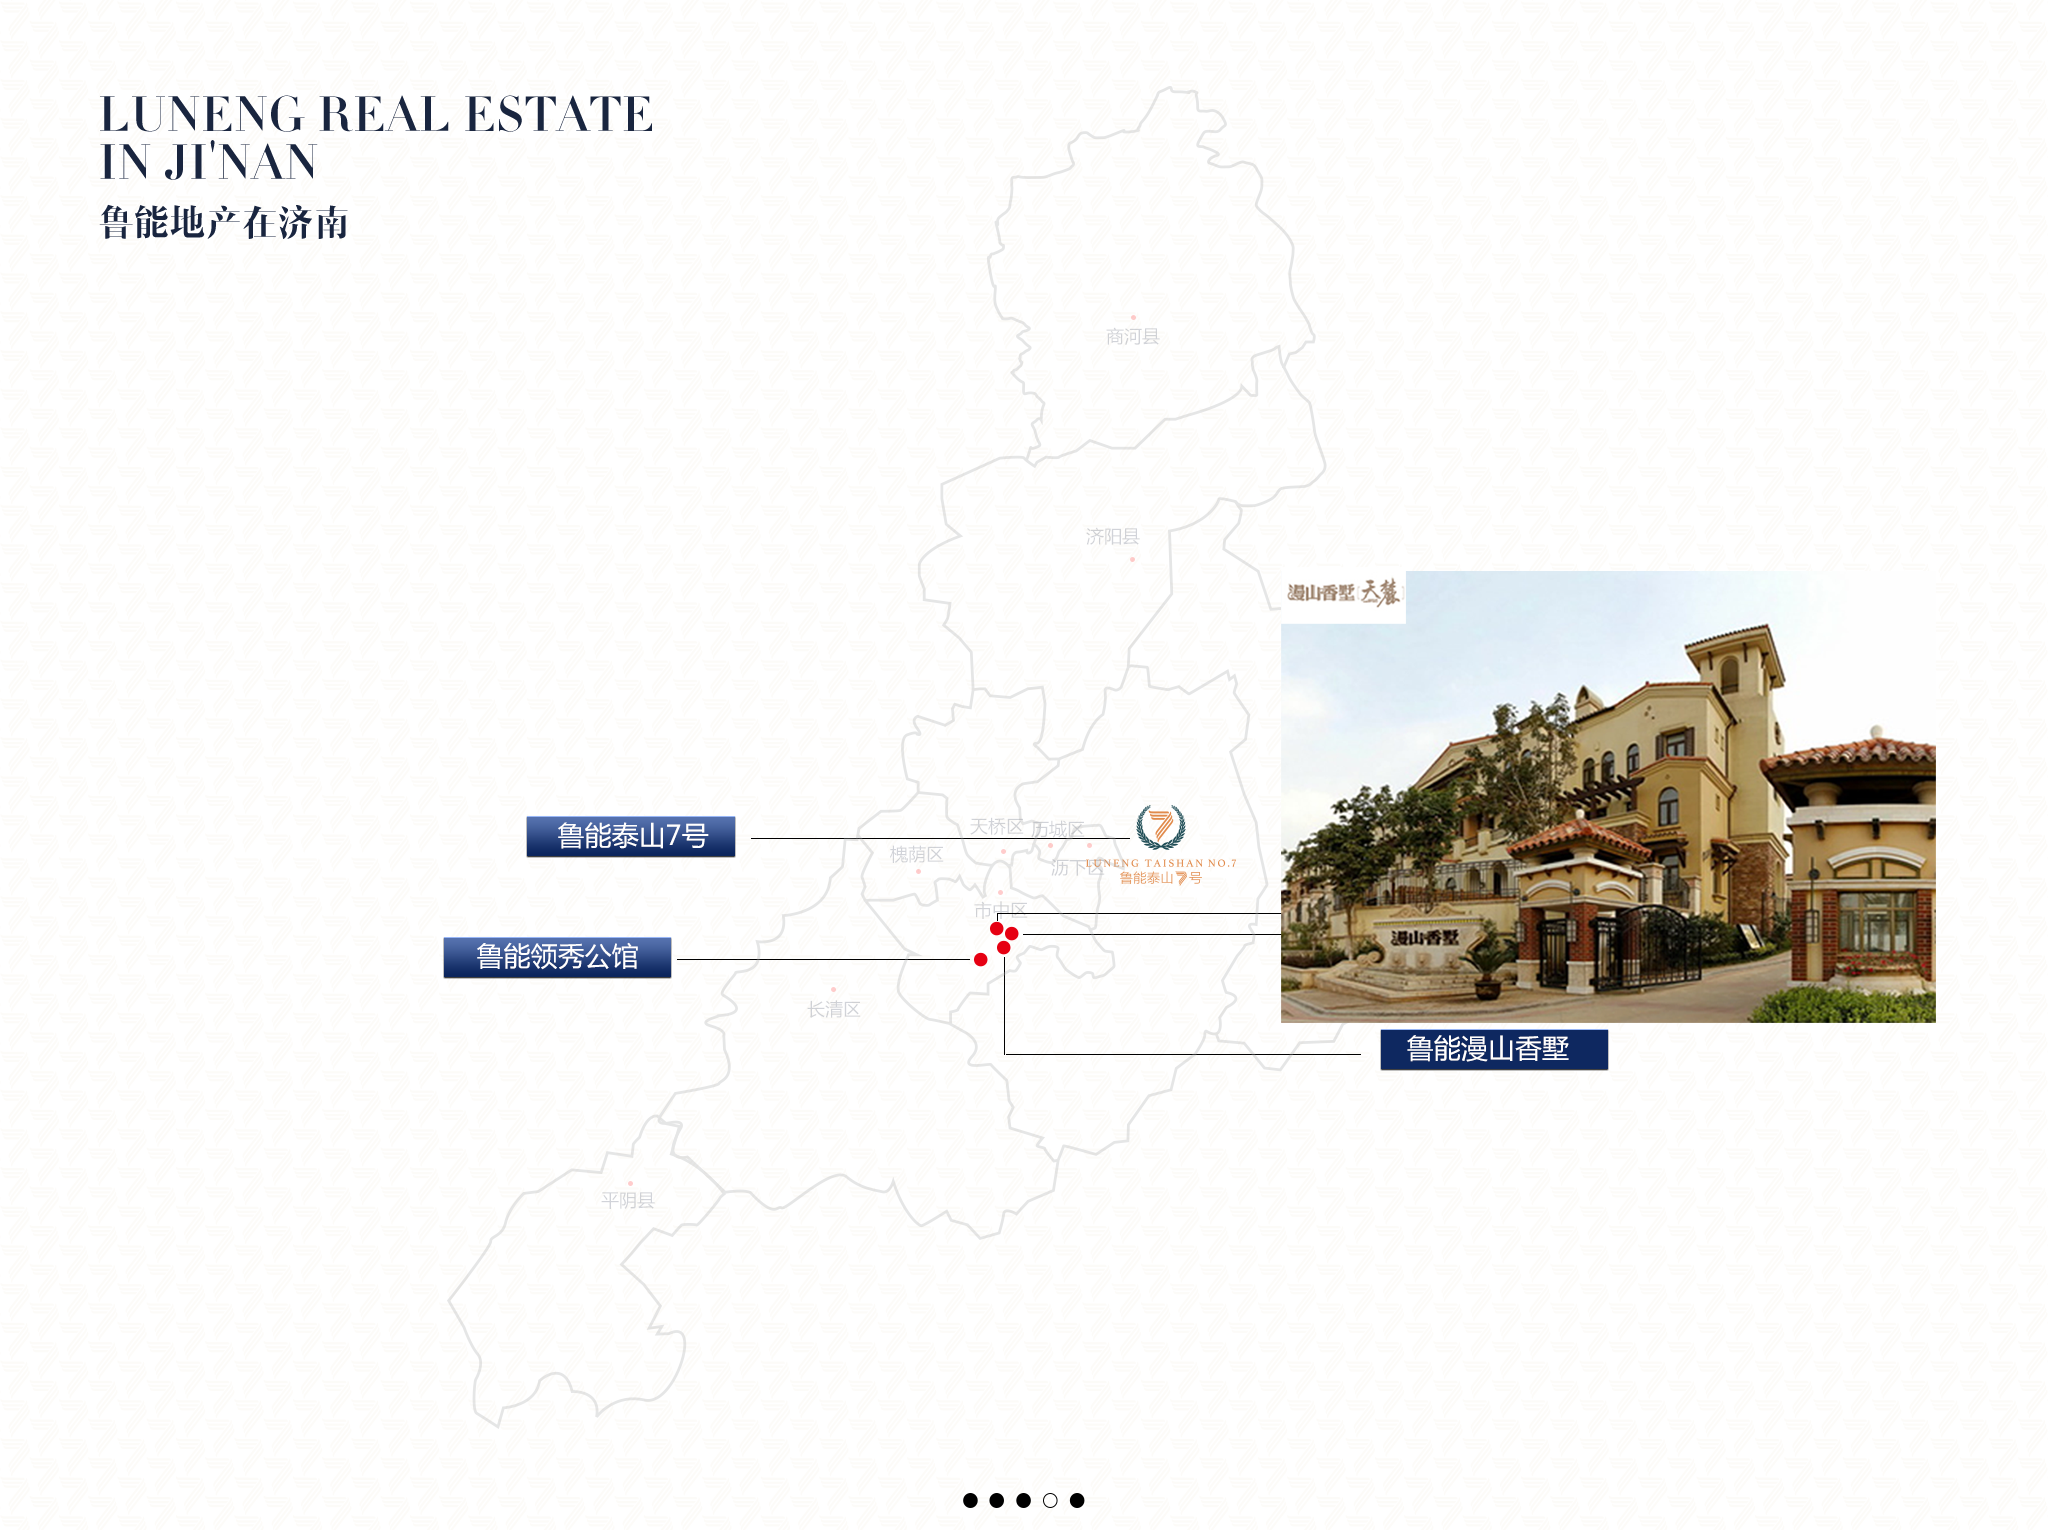 LUNENG REAL ESTATE
IN JI'NAN
鲁能地产在济南
商河县
济阳县
漫山香墅 天麓
鲁能泰山7号
天桥区
历城区
槐荫区
沥下区
LUNENG TAISHAN NO.7
鲁能泰山7号
市中区
漫山香墅
鲁能领秀公馆
长清区
鲁能漫山香墅
平阴县